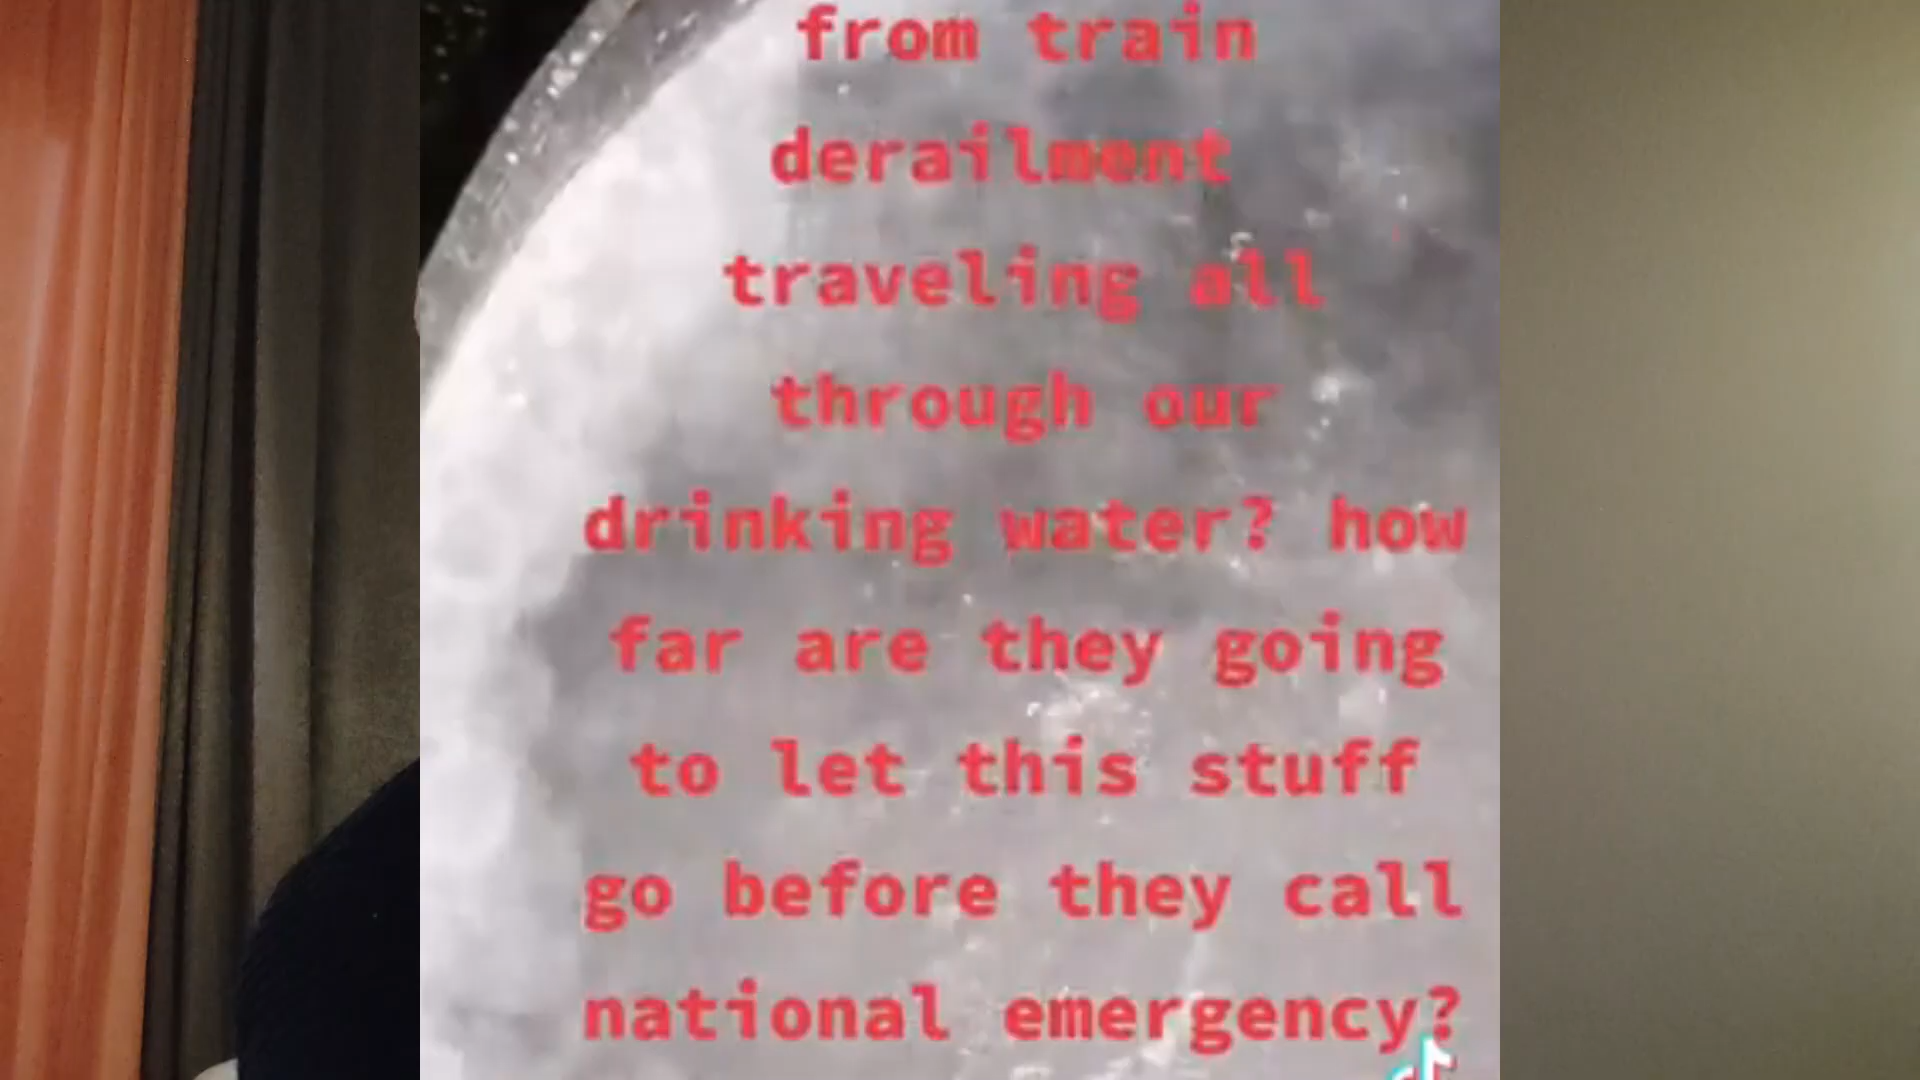 from train
derailment
traveling all
through our
drinking water? how
far are they going
to let this stuff
go before they call
national emergency?